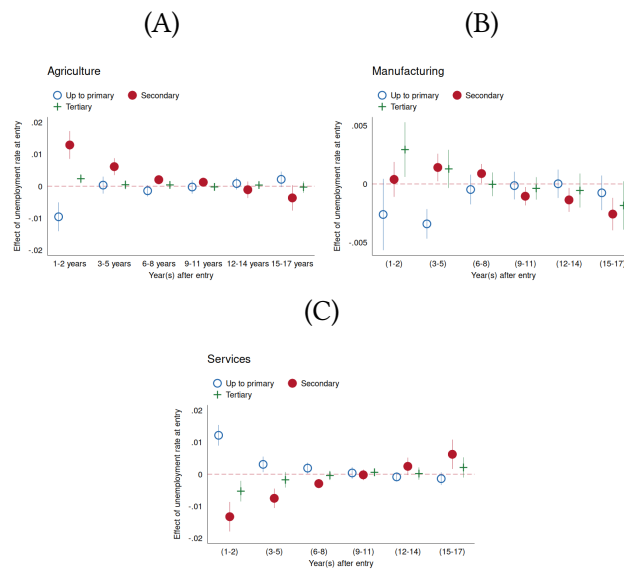 (A)
Agriculture
Up to primary Secondary
Tertiary
Effect of unemployment rate at entry
.02
.01
0
-.01
-.02
1-2 years 3-5 years 6-8 years 9-11 years 12-14 years 15-17 years
Year(s) after entry
(B)
Manufacturing
Up to primary Secondary
Tertiary
Effect of unemployment rate at entry
.005
0
-.005
(1-2) (3-5) (6-8) (9-11) (12-14) (15-17)
Year(s) after entry
(C)
Services
Up to primary Secondary
Tertiary
Effect of unemployment rate at entry
.02
.01
0
-.01
-.02
(1-2) (3-5) (6-8) (9-11) (12-14) (15-17)
Year(s) after entry